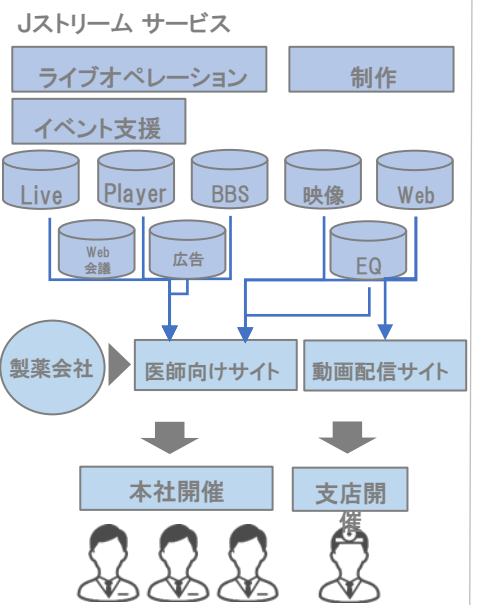 Jストリーム サービス
ライブオペレーション
制作
イベント支援
Live
Player
BBS
映像
Web
Web
会議
広告
EQ
製薬会社
医師向けサイト
動画配信サイト
本社開催
支店開
催